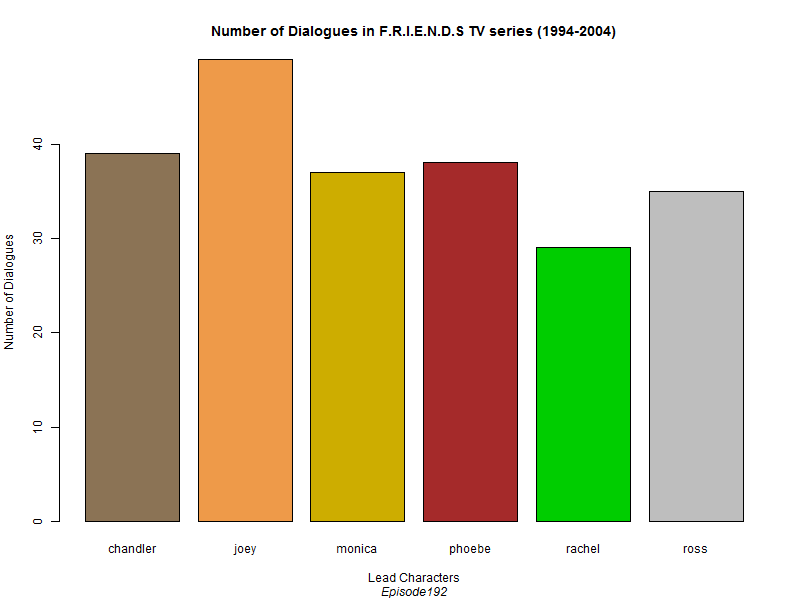 Number of Dialogues in F.R.I.E.N.D.S TV series (1994-2004)
Number of Dialogues
40
30
20
10
0
chandler joey monica phoebe rachel ross
Lead Characters
Episode192